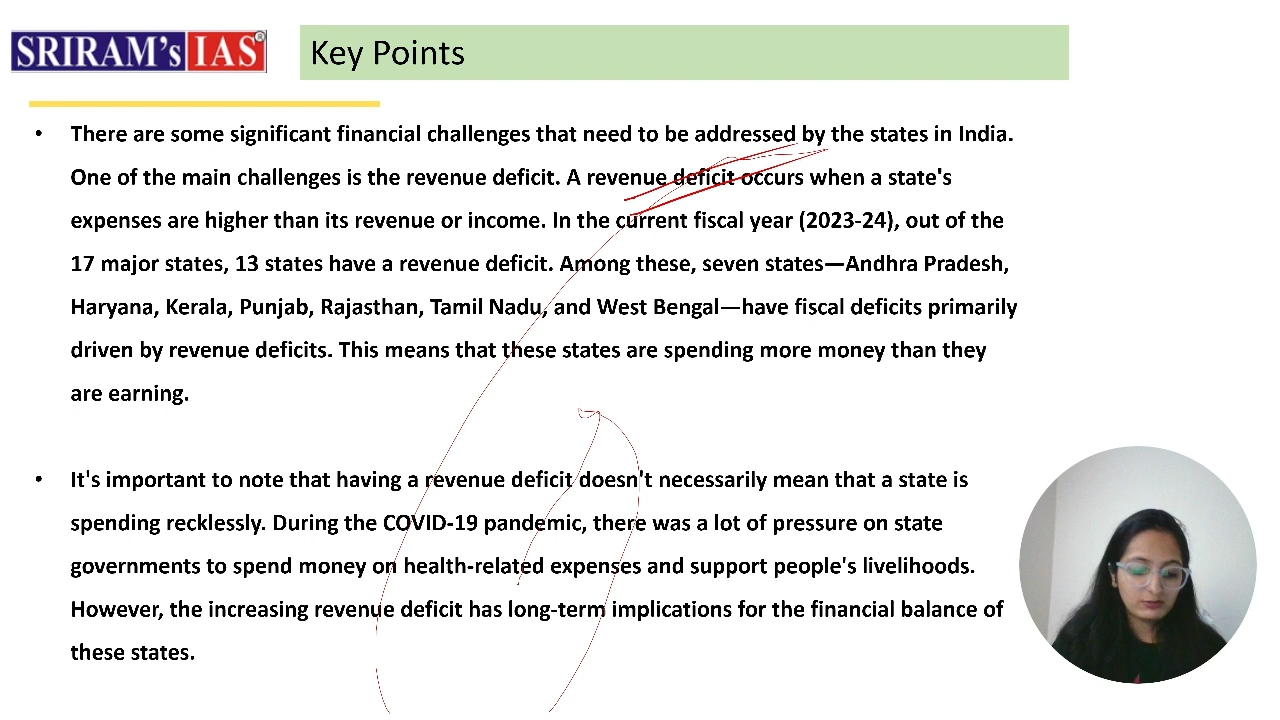 SRIRAM's IAS®
Key Points
• There are some significant financial challenges that need to be addressed by the states in India.
One of the main challenges is the revenue deficit. A revenue deficit occurs when a state's
expenses are higher than its revenue or income. In the current fiscal year (2023-24), out of the
17 major states, 13 states have a revenue deficit. Among these, seven states—Andhra Pradesh,
Haryana, Kerala, Punjab, Rajasthan, Tamil Nadu, and West Bengal—have fiscal deficits primarily
driven by revenue deficits. This means that these states are spending more money than they
are earning.
• It's important to note that having a revenue deficit doesn't necessarily mean that a state is
spending recklessly. During the COVID-19 pandemic, there was a lot of pressure on state
governments to spend money on health-related expenses and support people's livelihoods.
However, the increasing revenue deficit has long-term implications for the financial balance of
these states.